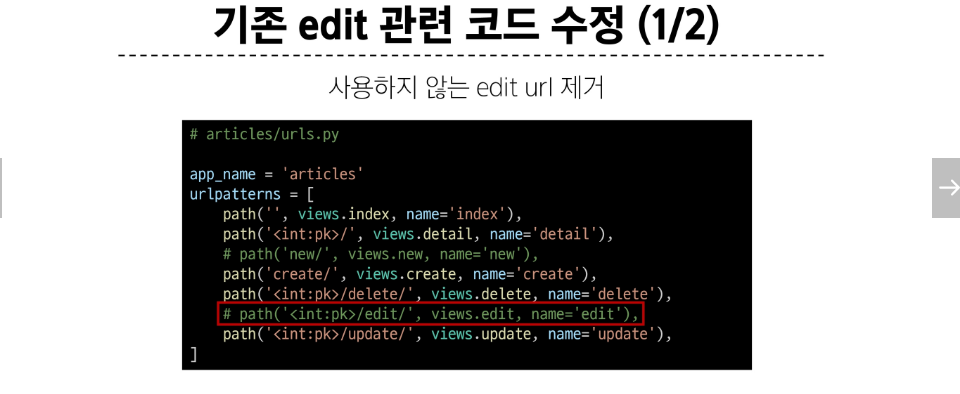 기존 edit 관련 코드 수정 (1/2)
사용하지 않는 edit url 제거
# articles/urls.py
app_name = 'articles'
urlpatterns = [
    path('', views.index, name='index'),
    path('<int:pk>/', views.detail, name='detail'),
    # path('new/', views.new, name='new'),
    path('create/', views.create, name='create'),
    path('<int:pk>/delete/', views.delete, name='delete'),
    # path('<int:pk>/edit/', views.edit, name='edit'),
    path('<int:pk>/update/', views.update, name='update'),
]